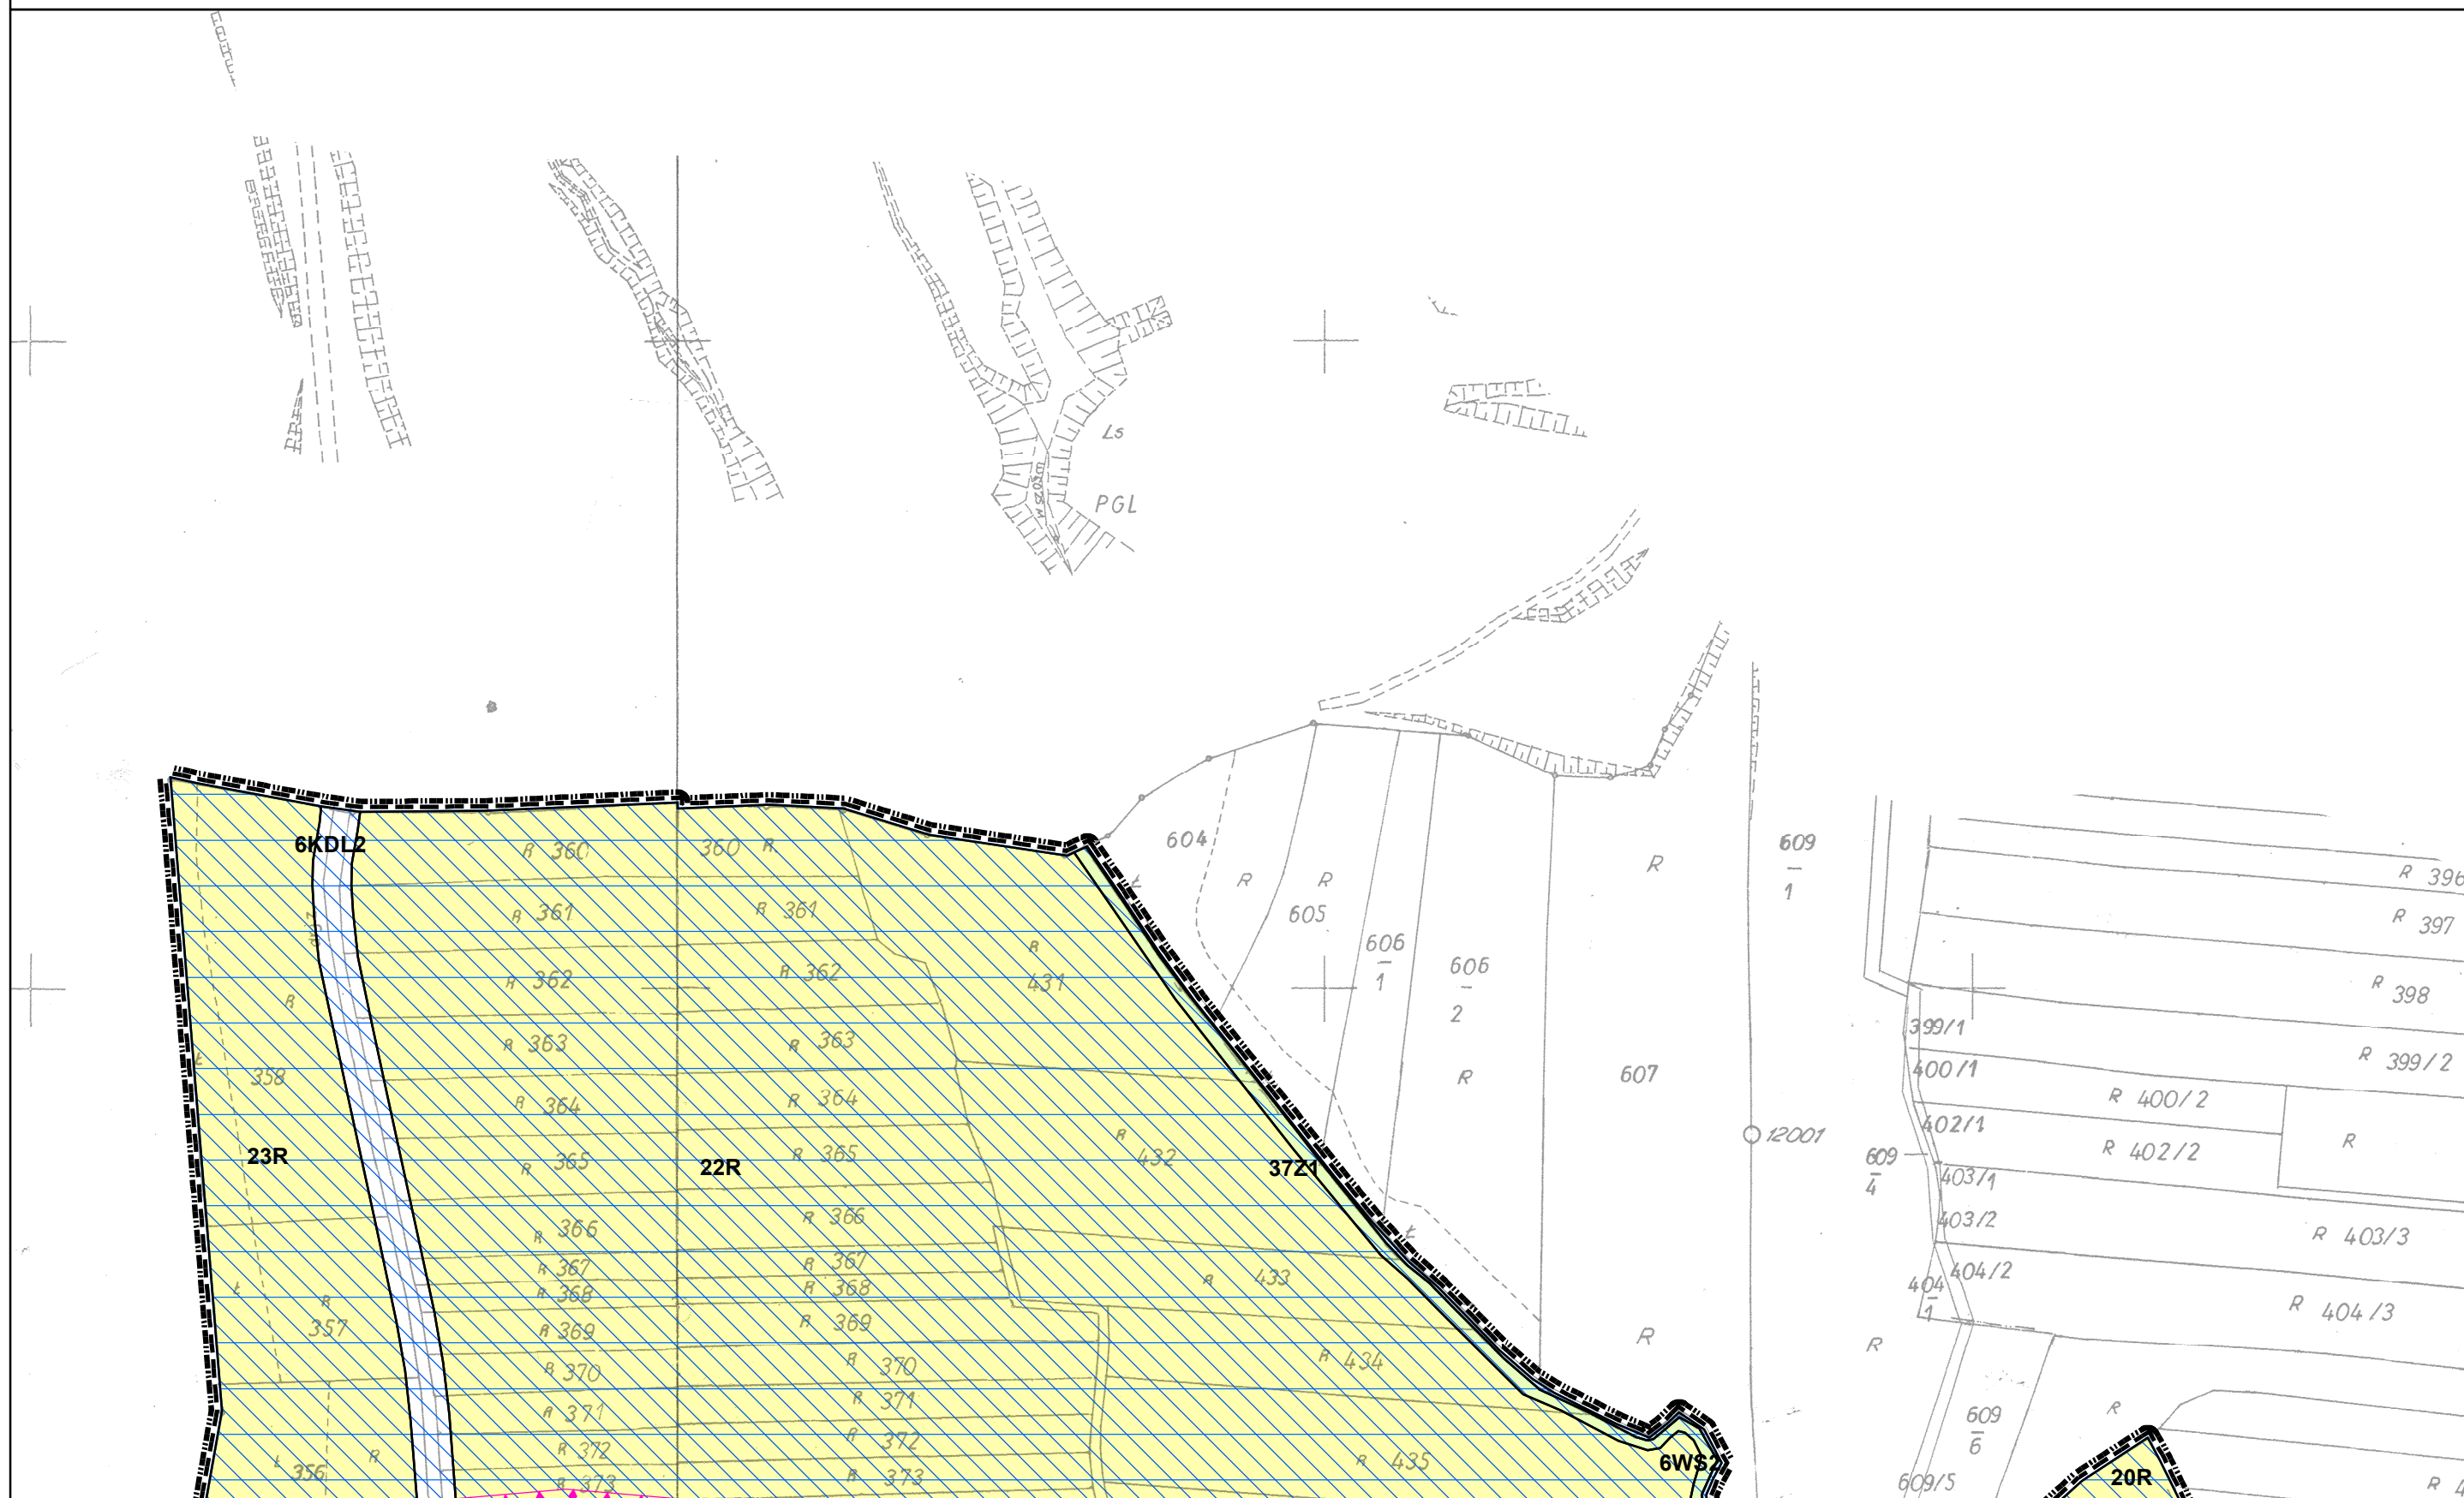 Ls
wąwóz
PGL
604
R
R
605
606
1
606
2
R
R
607
R
609
1
12001
609
4
R
609
6
609/5
R
R 396
R 397
R 398
399/1
R 399/2
400/1
R 400/2
402/1
R 402/2
R
403/1
403/2
R 403/3
404
1
404/2
R 404/3
R
Ł
Ł
6KDL2
R 360
360 R
R 361
R 361
R 362
R 362
R
431
R 363
R 363
R
Ł
358
R 364
R 364
23R
R 365
22R
R 365
R
432
37Z1
R 366
R 366
R 367
R 367
R 368
R 368
R 433
Ł
R
357
R 369
R 369
R 370
R 370
R 434
R 371
R 371
R 372
R 372
Ł
356
R
R 373
R 373
R 435
6WS2
20R